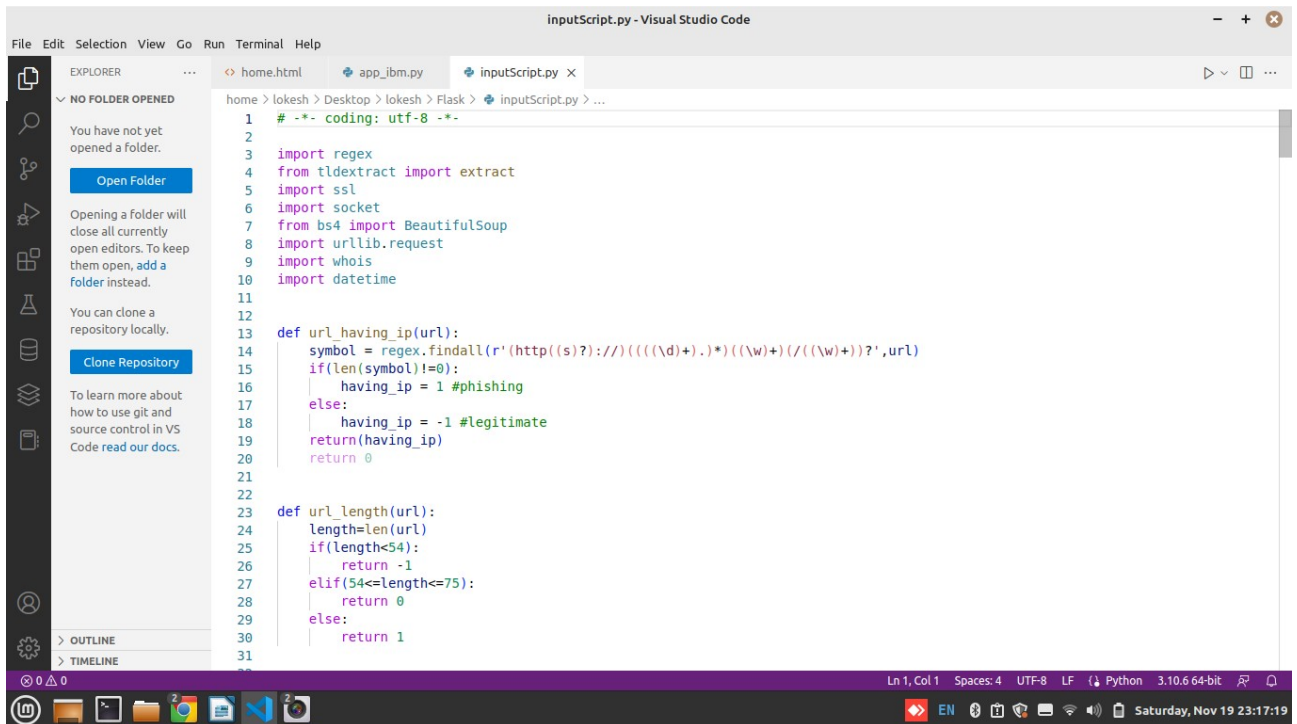 inputScript.py - Visual Studio Code
File Edit Selection View Go Run Terminal Help
EXPLORER ...
NO FOLDER OPENED
You have not yet
opened a folder.
Open Folder
Opening a folder will
close all currently
open editors. To keep
them open, add a
folder instead.
You can clone a
repository locally.
Clone Repository
To learn more about
how to use git and
source control in VS
Code read our docs.
OUTLINE
TIMELINE
home.html app_ibm.py inputScript.py
home > lokesh > Desktop > lokesh > Flask > inputScript.py > ...
1 # -*- coding: utf-8 -*-
2
3 import regex
4 from tldextract import extract
5 import ssl
6 import socket
7 from bs4 import BeautifulSoup
8 import urllib.request
9 import whois
10 import datetime
11
12
13 def url_having_ip(url):
14     symbol = regex.findall(r'(http((s)?)://)((((\d)+).)*)((\w)+)(/((\w)+))?',url)
15     if(len(symbol)!=0):
16         having_ip = 1 #phishing
17     else:
18         having_ip = -1 #legitimate
19     return(having_ip)
20     return 0
21
22
23 def url_length(url):
24     length=len(url)
25     if(length<54):
26         return -1
27     elif(54<=length<=75):
28         return 0
29     else:
30         return 1
31
0 0
Ln 1, Col 1 Spaces: 4 UTF-8 LF Python 3.10.6 64-bit
2 2 EN Saturday, Nov 19 23:17:19